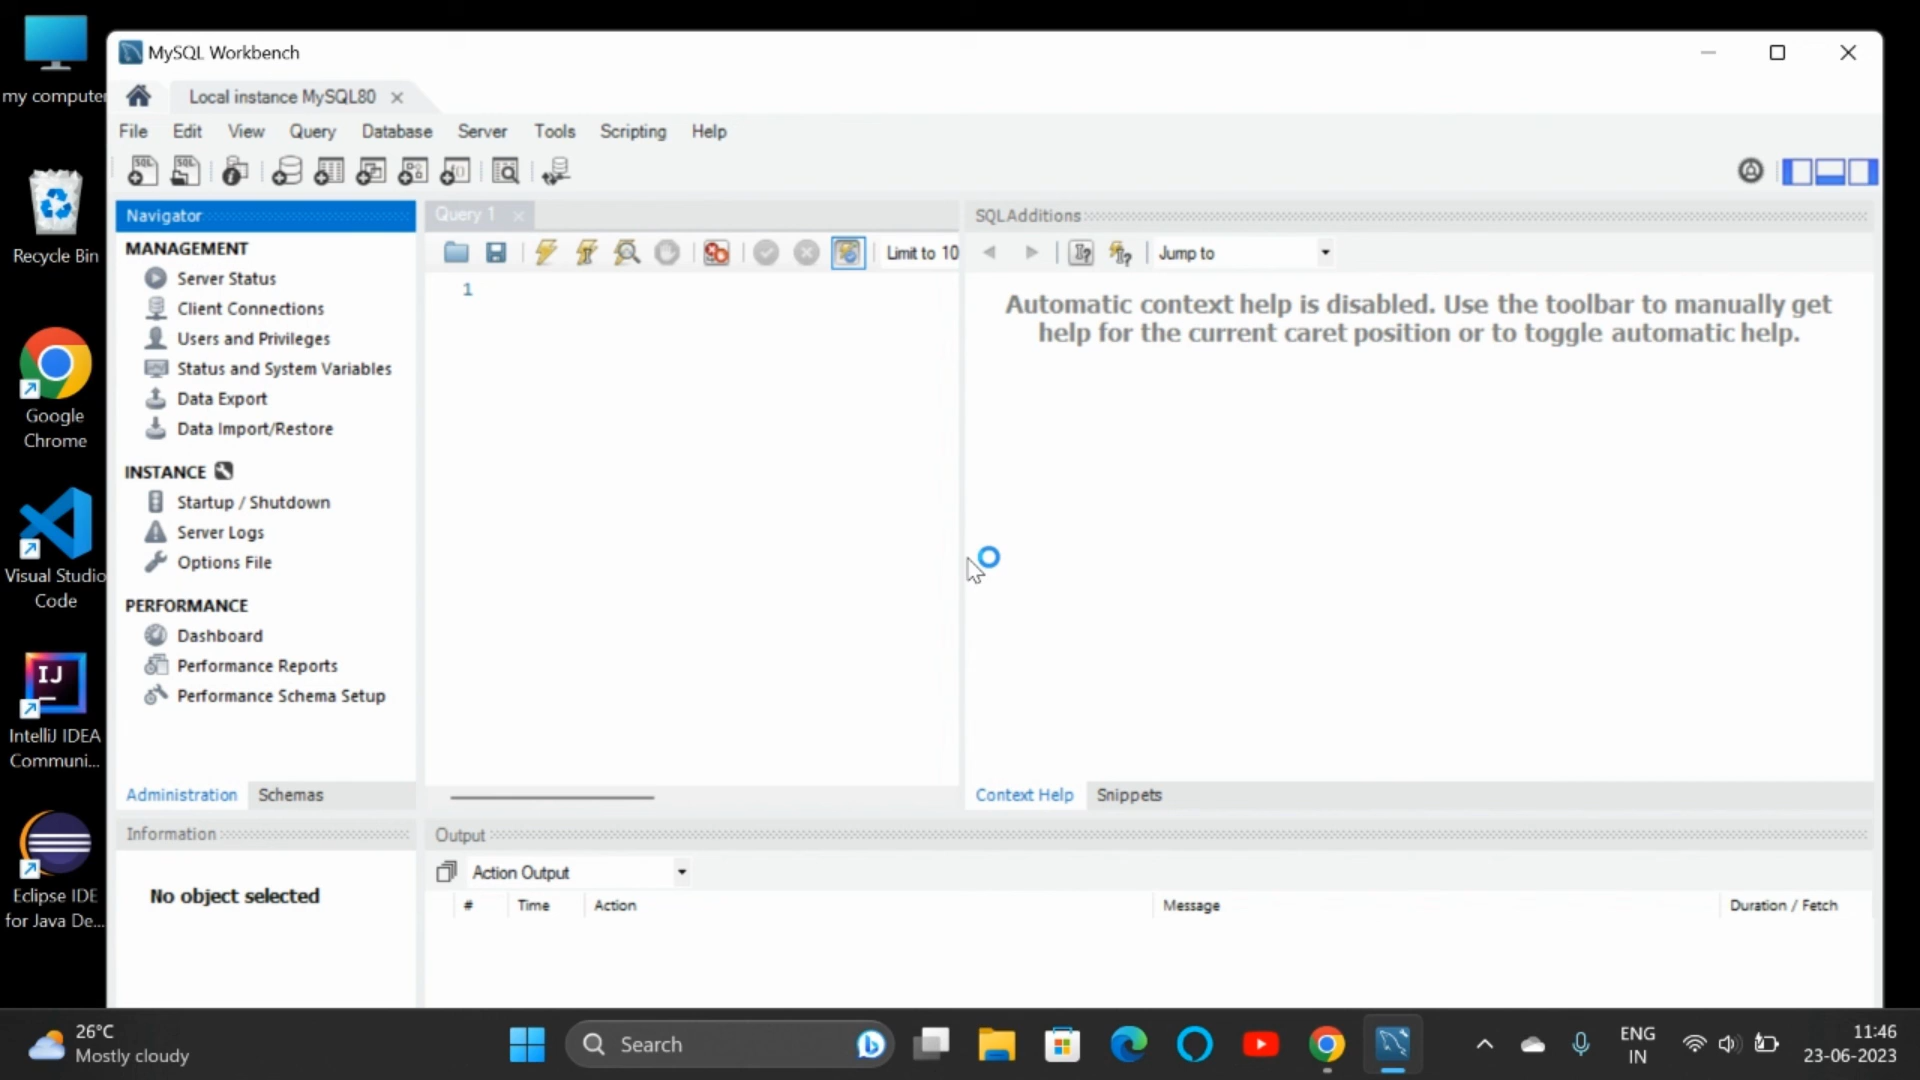 my computer
Recycle Bin
Google
Chrome
Visual Studio
Code
IJ
IntelliJ IDEA
Communi...
Eclipse IDE
for Java De...
MySQL Workbench
Local instance MySQL80
File Edit View Query Database Server Tools Scripting Help
SQL SQL
Navigator
MANAGEMENT
Server Status
Client Connections
Users and Privileges
Status and System Variables
Data Export
Data Import/Restore
INSTANCE
Startup / Shutdown
Server Logs
Options File
PERFORMANCE
Dashboard
Performance Reports
Performance Schema Setup
Administration Schemas
Information
No object selected
Query 1
Limit to 10
1
SQLAdditions
Jump to
Automatic context help is disabled. Use the toolbar to manually get
help for the current caret position or to toggle automatic help.
Context Help Snippets
Output
Action Output
# Time Action Message Duration / Fetch
26°C
Mostly cloudy
Search
ENG
IN
11:46
23-06-2023